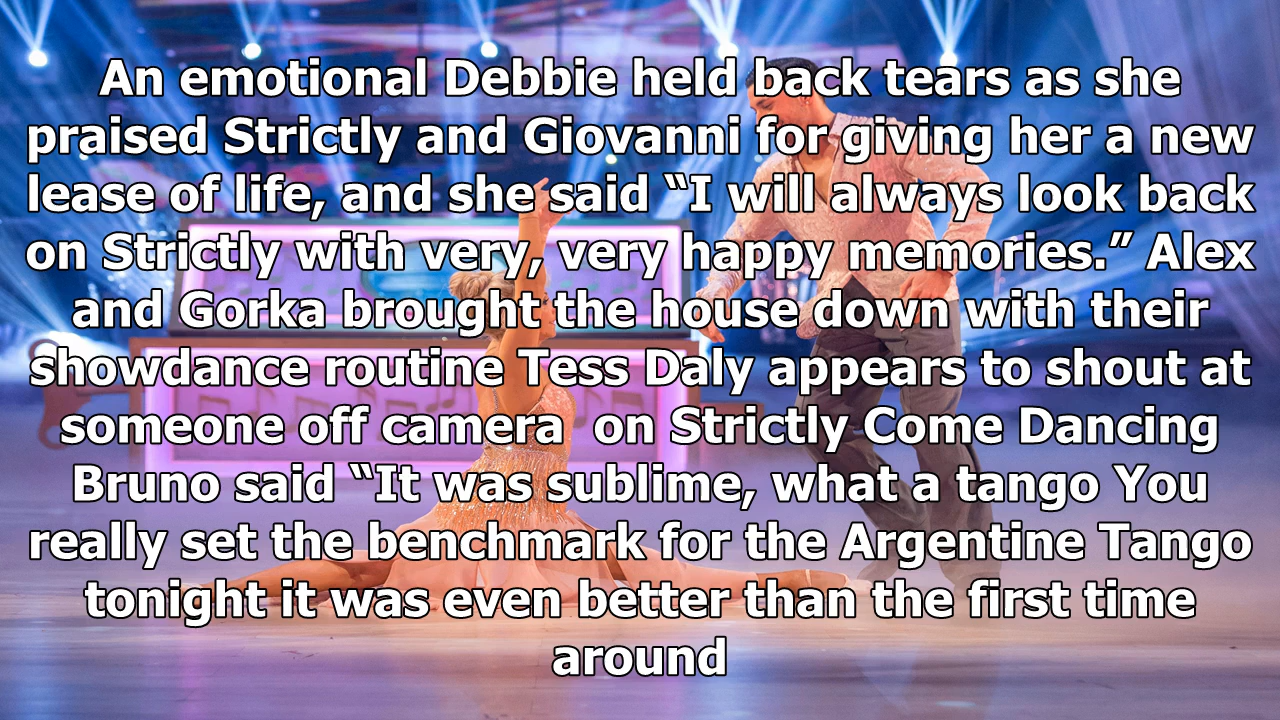 An emotional Debbie held back tears as she
praised Strictly and Giovanni for giving her a new
lease of life, and she said “I will always look back
on Strictly with very, very happy memories.” Alex
and Gorka brought the house down with their
showdance routine Tess Daly appears to shout at
someone off camera  on Strictly Come Dancing
Bruno said “It was sublime, what a tango You
really set the benchmark for the Argentine Tango
tonight it was even better than the first time
around